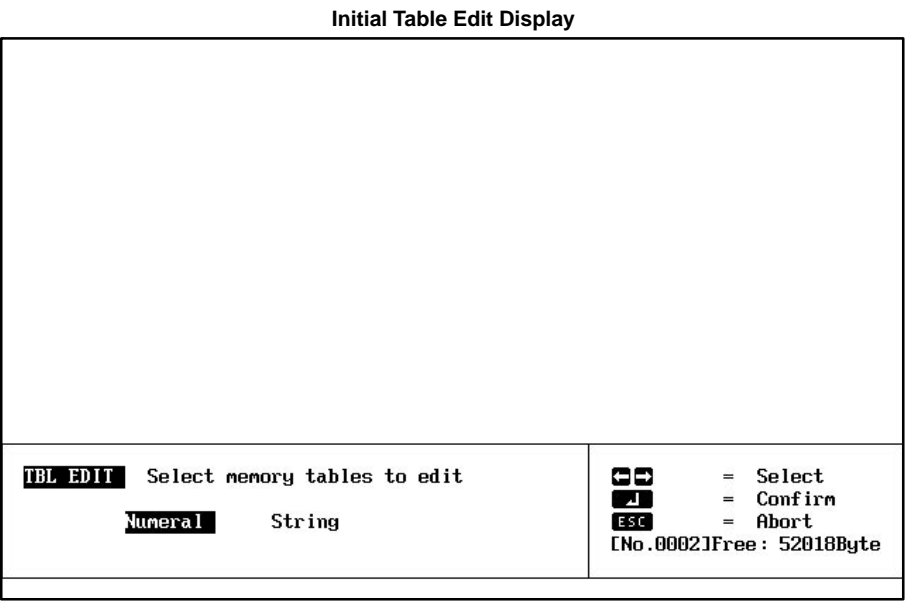 Initial Table Edit Display
TBL EDIT Select memory tables to edit
Numeral String
←→ = Select
↵ = Confirm
ESC = Abort
[No.0002]Free: 52018Byte